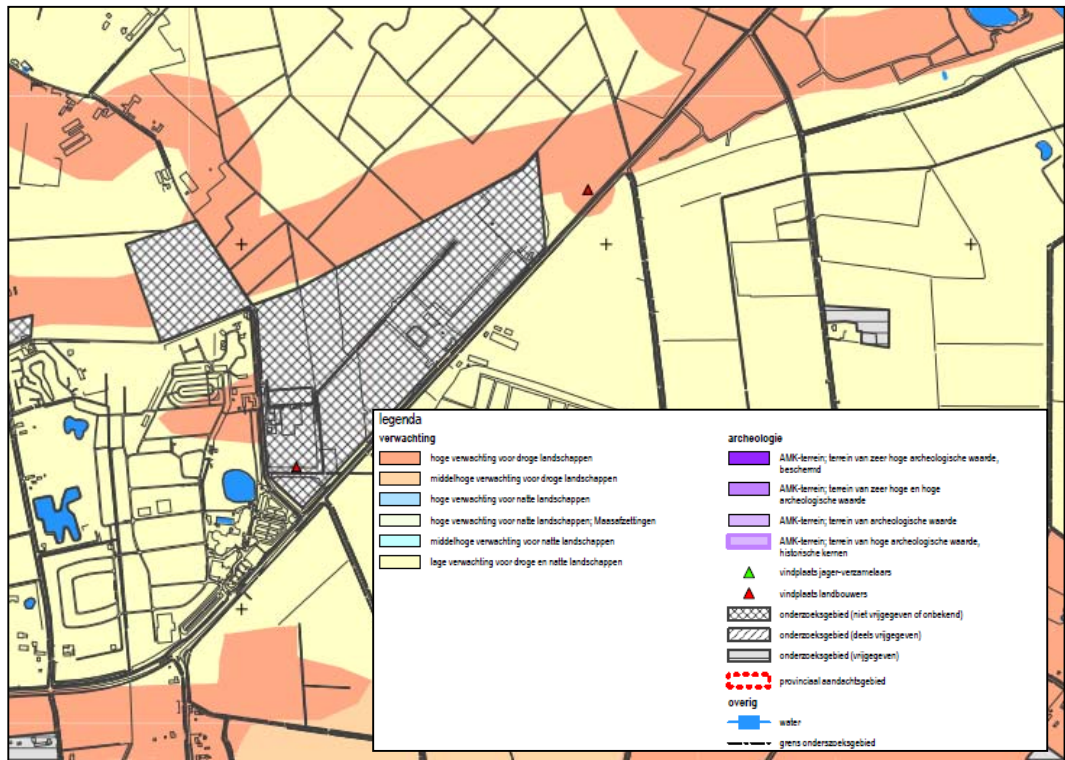 legenda
verwachting
hoge verwachting voor droge landschappen
middelhoge verwachting voor droge landschappen
hoge verwachting voor natte landschappen
hoge verwachting voor natte landschappen; Maasafzettingen
middelhoge verwachting voor natte landschappen
lage verwachting voor droge en natte landschappen
archeologie
AMK-terrein; terrein van zeer hoge archeologische waarde,
beschermd
AMK-terrein; terrein van zeer hoge en hoge
archeologische waarde
AMK-terrein; terrein van archeologische waarde
AMK-terrein; terrein van hoge archeologische waarde,
historische kernen
vindplaats jager-verzamelaars
vindplaats landbouwers
onderzoeksgebied (niet vrijgegeven of onbekend)
onderzoeksgebied (deels vrijgegeven)
onderzoeksgebied (vrijgegeven)
provinciaal aandachtsgebied
overig
water
grens onderszoeksgebied